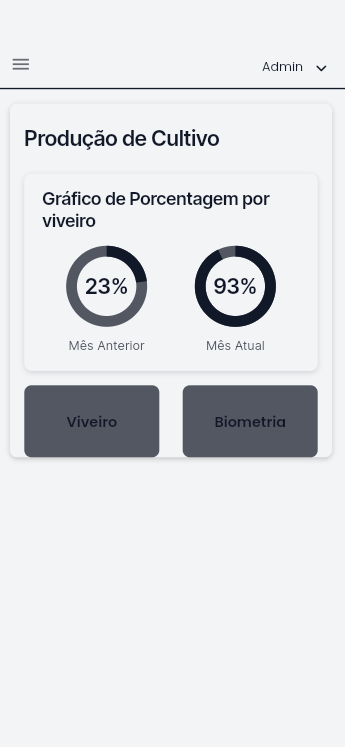 Admin
Produção de Cultivo
Gráfico de Porcentagem por
viveiro
23%
93%
Mês Anterior
Mês Atual
Viveiro
Biometria